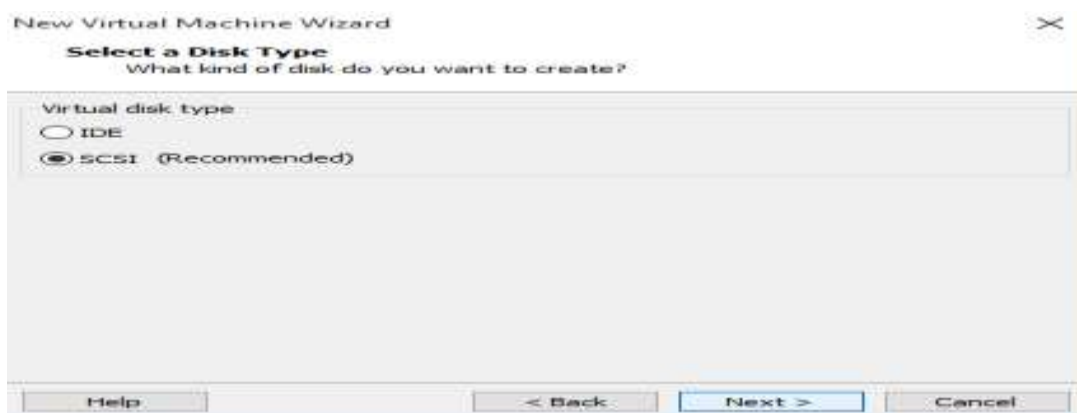 New Virtual Machine Wizard
Select a Disk Type
What kind of disk do you want to create?
Virtual disk type
IDE
SCSI (Recommended)
Help
< Back
Next >
Cancel